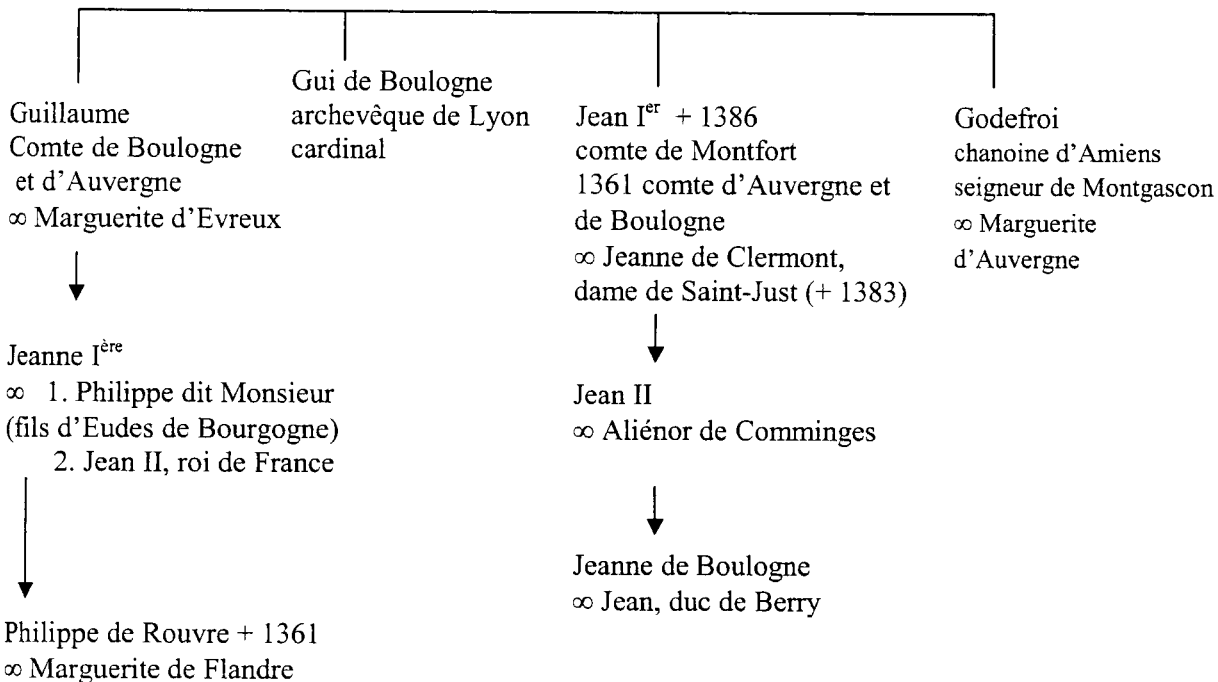 Guillaume
Comte de Boulogne
et d'Auvergne
∞ Marguerite d'Evreux
Gui de Boulogne
archevêque de Lyon
cardinal
Jean Iᵉʳ + 1386
comte de Montfort
1361 comte d'Auvergne et
de Boulogne
∞ Jeanne de Clermont,
dame de Saint-Just (+ 1383)
Godefroi
chanoine d'Amiens
seigneur de Montgascon
∞ Marguerite
d'Auvergne
Jeanne Iᵉ̀ʳᵉ
∞ 1. Philippe dit Monsieur
(fils d'Eudes de Bourgogne)
2. Jean II, roi de France
Jean II
∞ Aliénor de Comminges
Jeanne de Boulogne
∞ Jean, duc de Berry
Philippe de Rouvre + 1361
∞ Marguerite de Flandre